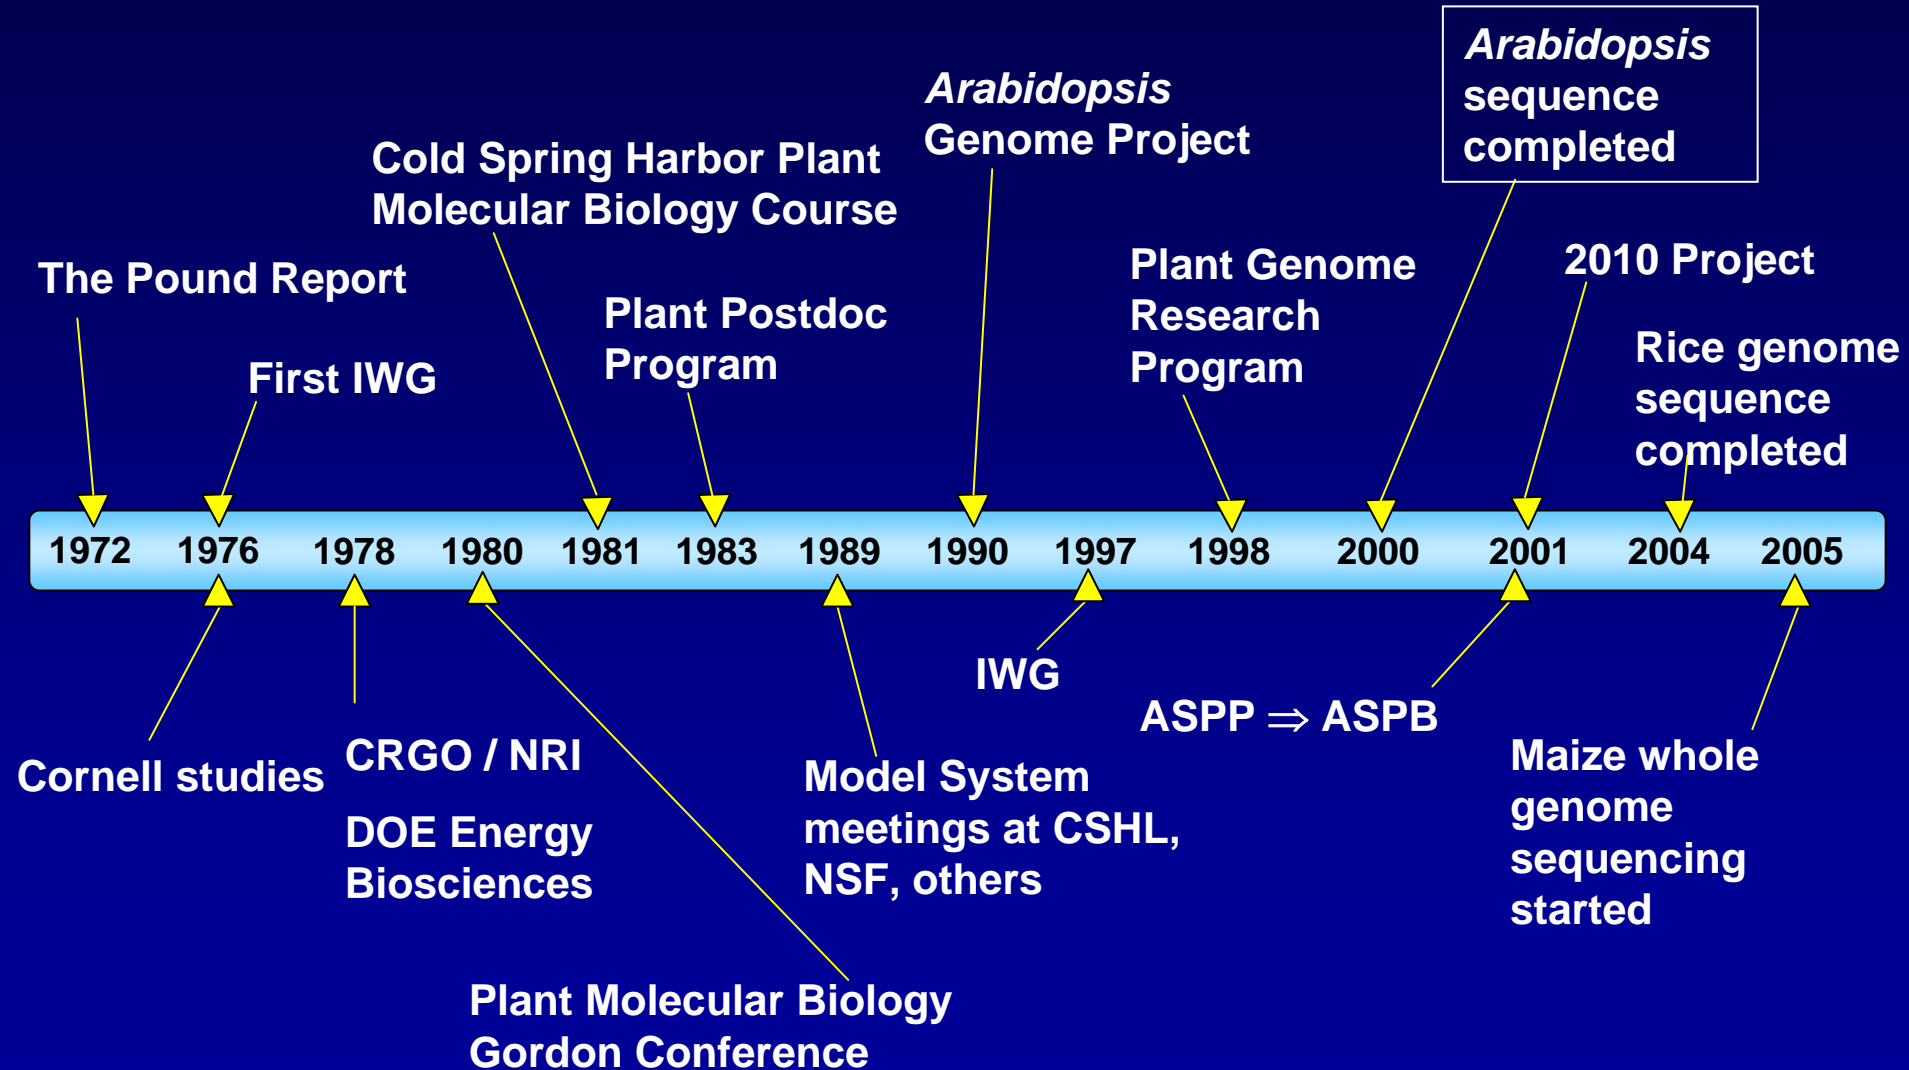 Arabidopsis
sequence
completed
Arabidopsis
Genome Project
Cold Spring Harbor Plant
Molecular Biology Course
The Pound Report
Plant Postdoc
Program
First IWG
Plant Genome
Research
Program
2010 Project
Rice genome
sequence
completed
1972 1976 1978 1980 1981 1983 1989 1990 1997 1998 2000 2001 2004 2005
Cornell studies
CRGO / NRI
DOE Energy
Biosciences
Plant Molecular Biology
Gordon Conference
Model System
meetings at CSHL,
NSF, others
IWG
ASPP ⇒ ASPB
Maize whole
genome
sequencing
started